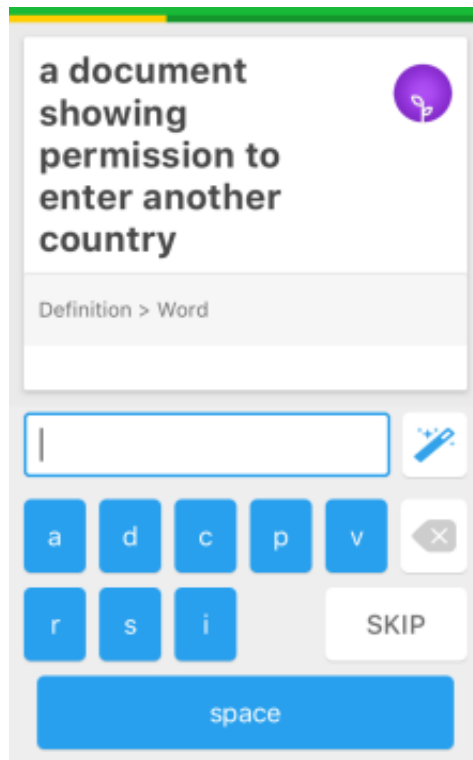 a document
showing
permission to
enter another
country
Definition > Word
a d c p v
r s i SKIP
space